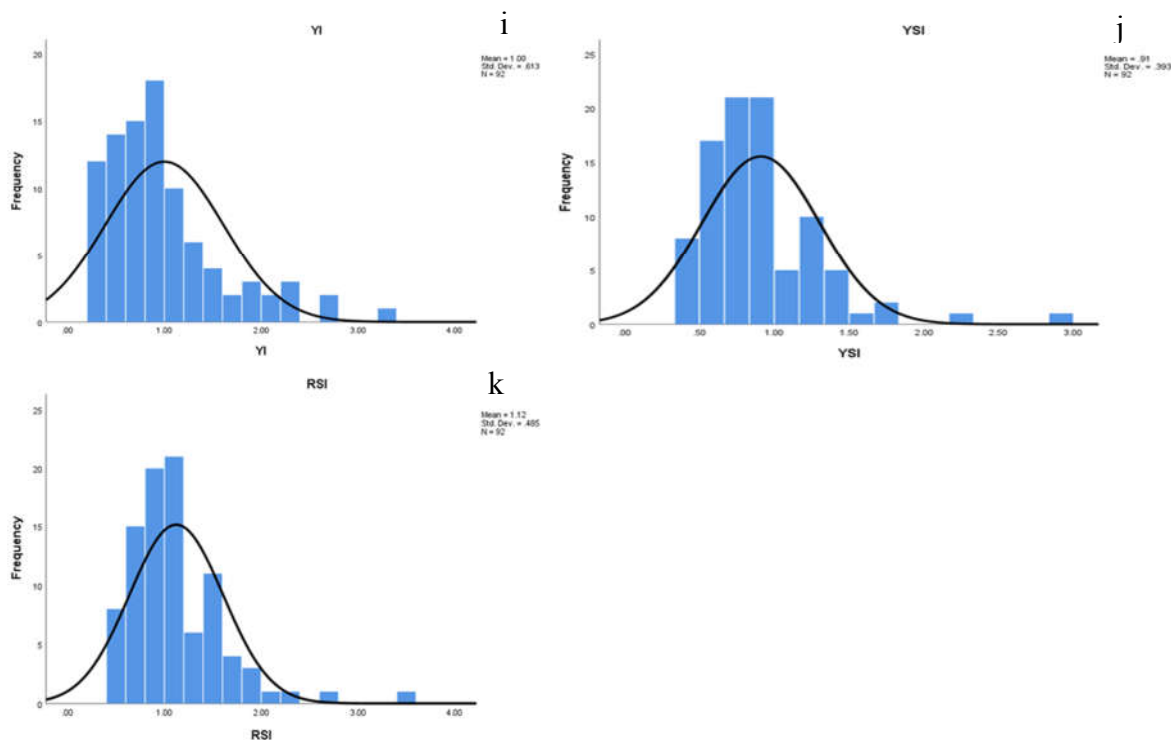 i
YI
Mean = 1.00
Std. Dev. = .613
N = 92
20
15
10
5
0
Frequency
.00 1.00 2.00 3.00 4.00
YI
j
YSI
Mean = .91
Std. Dev. = .393
N = 92
25
20
15
10
5
0
Frequency
.00 .50 1.00 1.50 2.00 2.50 3.00
YSI
k
RSI
Mean = 1.12
Std. Dev. = .485
N = 92
25
20
15
10
5
0
Frequency
.00 1.00 2.00 3.00 4.00
RSI